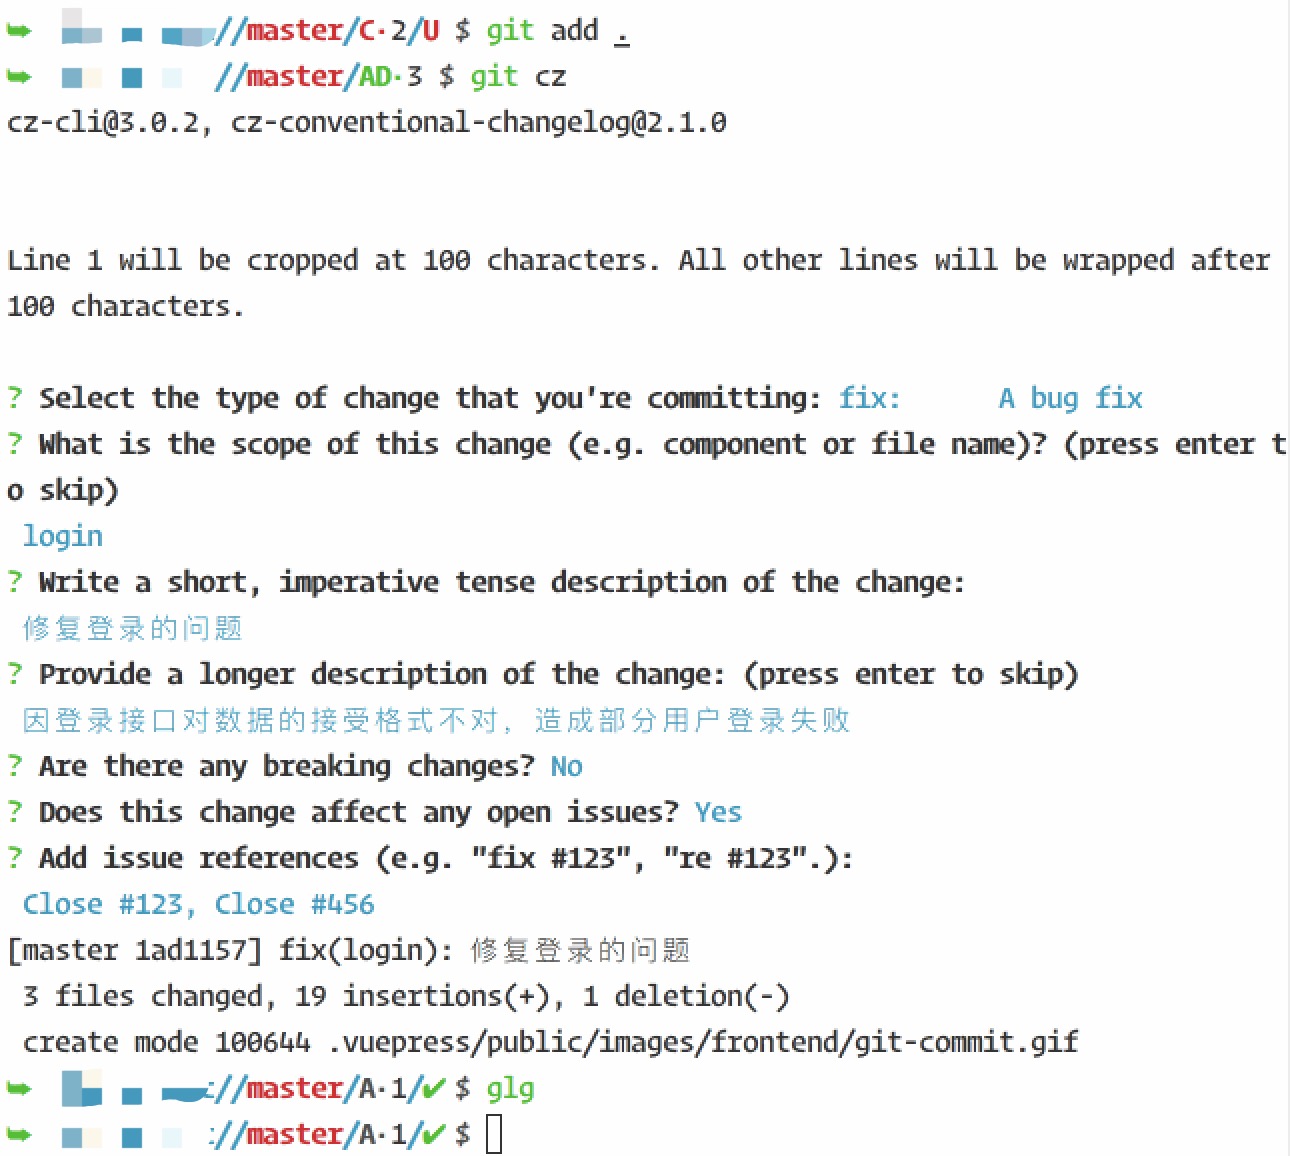 ➥ //master/C·2/U $ git add .
➥ //master/AD·3 $ git cz
cz-cli@3.0.2, cz-conventional-changelog@2.1.0
Line 1 will be cropped at 100 characters. All other lines will be wrapped after
100 characters.
? Select the type of change that you're committing: fix:      A bug fix
? What is the scope of this change (e.g. component or file name)? (press enter t
o skip)
login
? Write a short, imperative tense description of the change:
修复登录的问题
? Provide a longer description of the change: (press enter to skip)
因登录接口对数据的接受格式不对，造成部分用户登录失败
? Are there any breaking changes? No
? Does this change affect any open issues? Yes
? Add issue references (e.g. "fix #123", "re #123".):
Close #123, Close #456
[master 1ad1157] fix(login): 修复登录的问题
3 files changed, 19 insertions(+), 1 deletion(-)
create mode 100644 .vuepress/public/images/frontend/git-commit.gif
➥ ://master/A·1/✔ $ glg
➥ ://master/A·1/✔ $